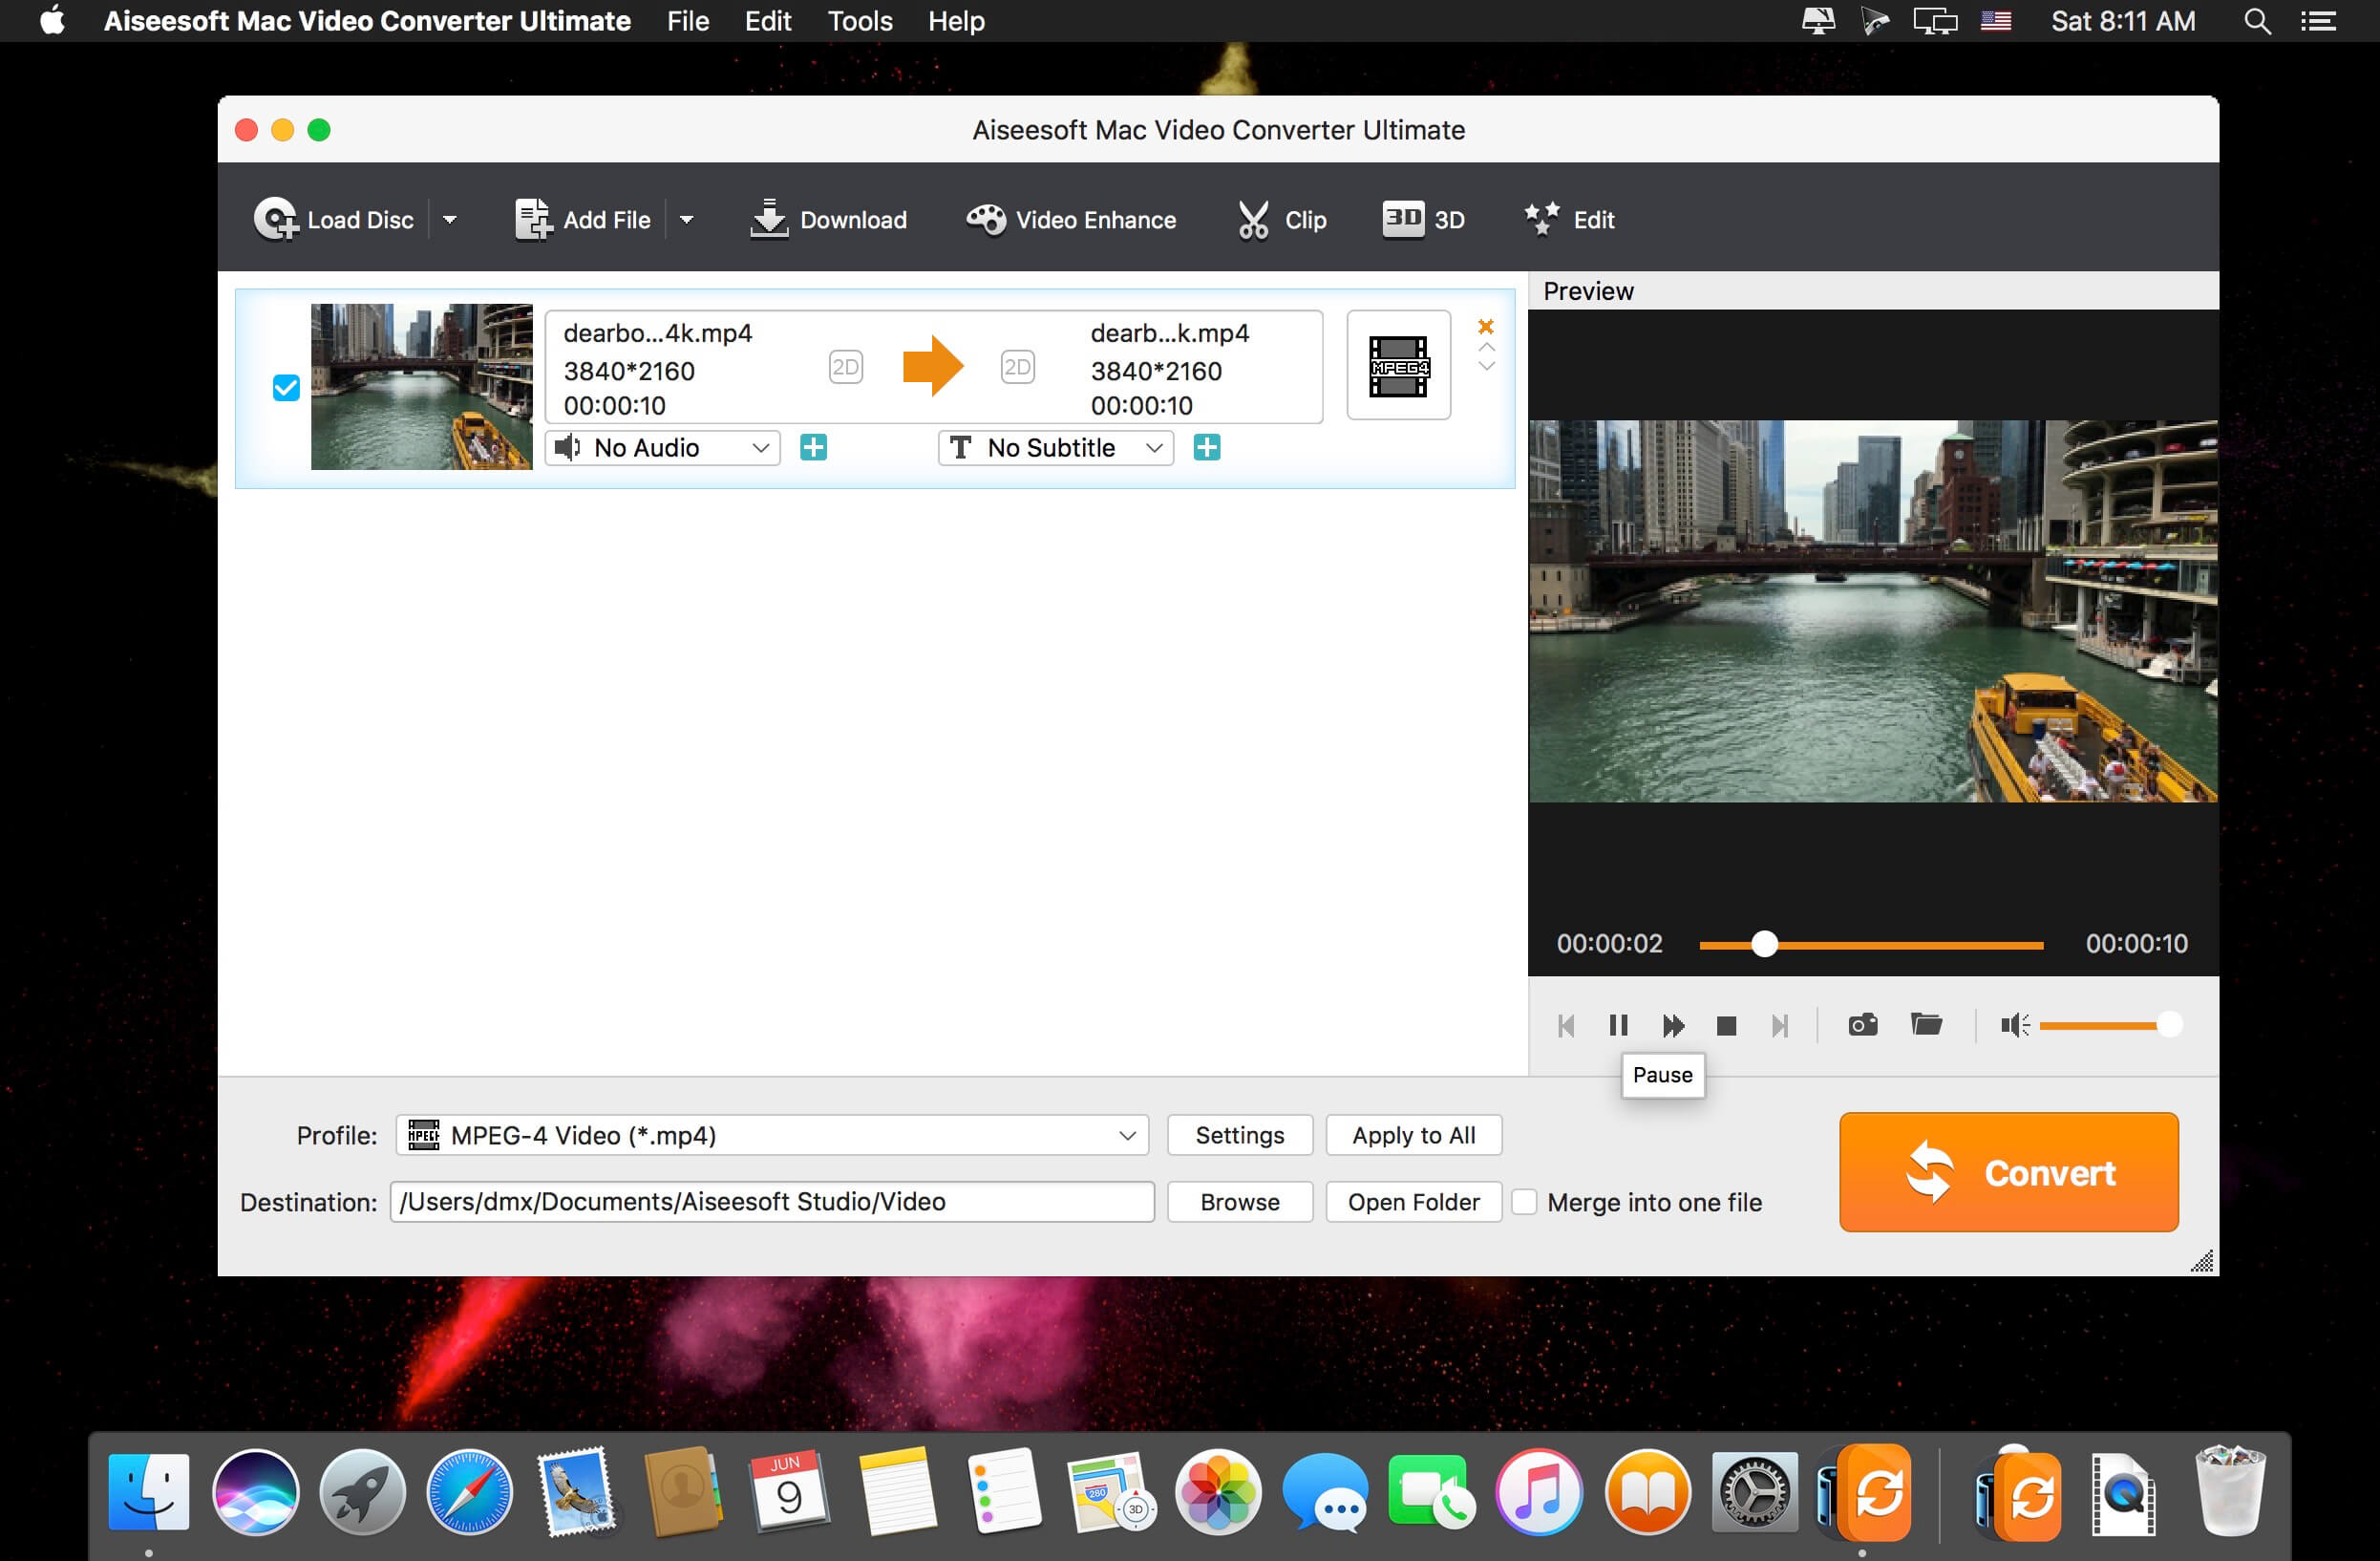 Aiseesoft Mac Video Converter Ultimate File Edit Tools Help Sat 8:11 AM
Aiseesoft Mac Video Converter Ultimate
Load Disc Add File Download Video Enhance Clip 3D 3D Edit
Preview
dearbo...4k.mp4
3840*2160
00:00:10
2D
2D
dearb...k.mp4
3840*2160
00:00:10
MPEG4
No Audio
T No Subtitle
00:00:02 00:00:10
Pause
Profile: MPEG-4 Video (*.mp4) Settings Apply to All
Destination: /Users/dmx/Documents/Aiseesoft Studio/Video Browse Open Folder Merge into one file
Convert
JUN
9
280
3D